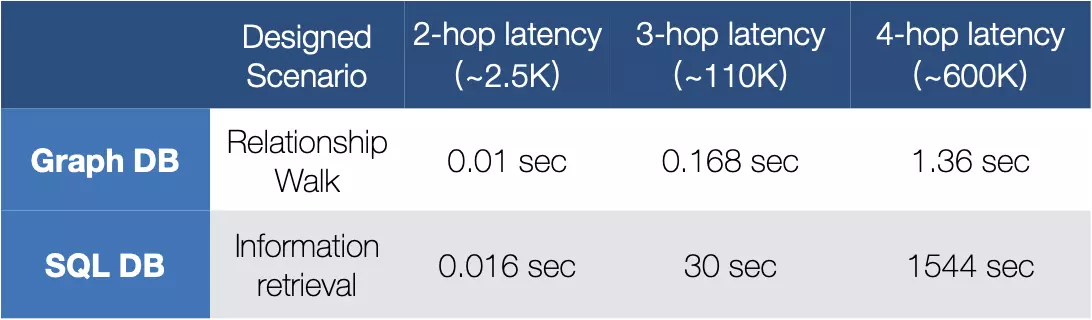 Designed
Scenario
2-hop latency
(~2.5K)
3-hop latency
(~110K)
4-hop latency
(~600K)
Graph DB
Relationship
Walk
0.01 sec
0.168 sec
1.36 sec
SQL DB
Information
retrieval
0.016 sec
30 sec
1544 sec